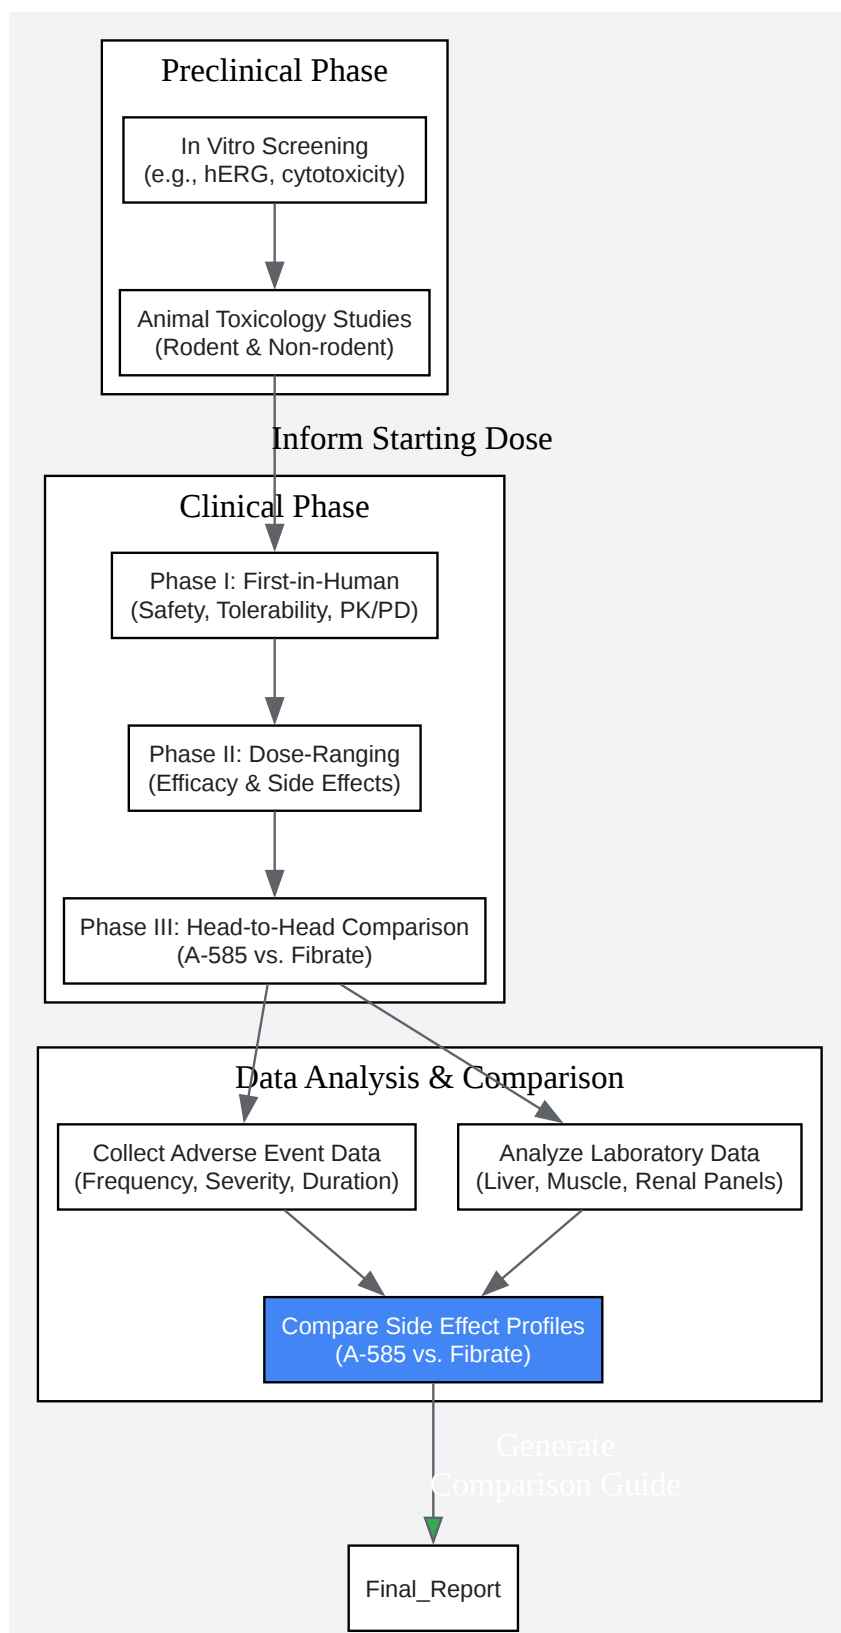 Preclinical Phase
In Vitro Screening
(e.g., hERG, cytotoxicity)
Animal Toxicology Studies
(Rodent & Non-rodent)
Inform Starting Dose
Clinical Phase
Phase I: First-in-Human
(Safety, Tolerability, PK/PD)
Phase II: Dose-Ranging
(Efficacy & Side Effects)
Phase III: Head-to-Head Comparison
(A-585 vs. Fibrate)
Data Analysis & Comparison
Collect Adverse Event Data
(Frequency, Severity, Duration)
Analyze Laboratory Data
(Liver, Muscle, Renal Panels)
Compare Side Effect Profiles
(A-585 vs. Fibrate)
Generate
Comparison Guide
Final_Report